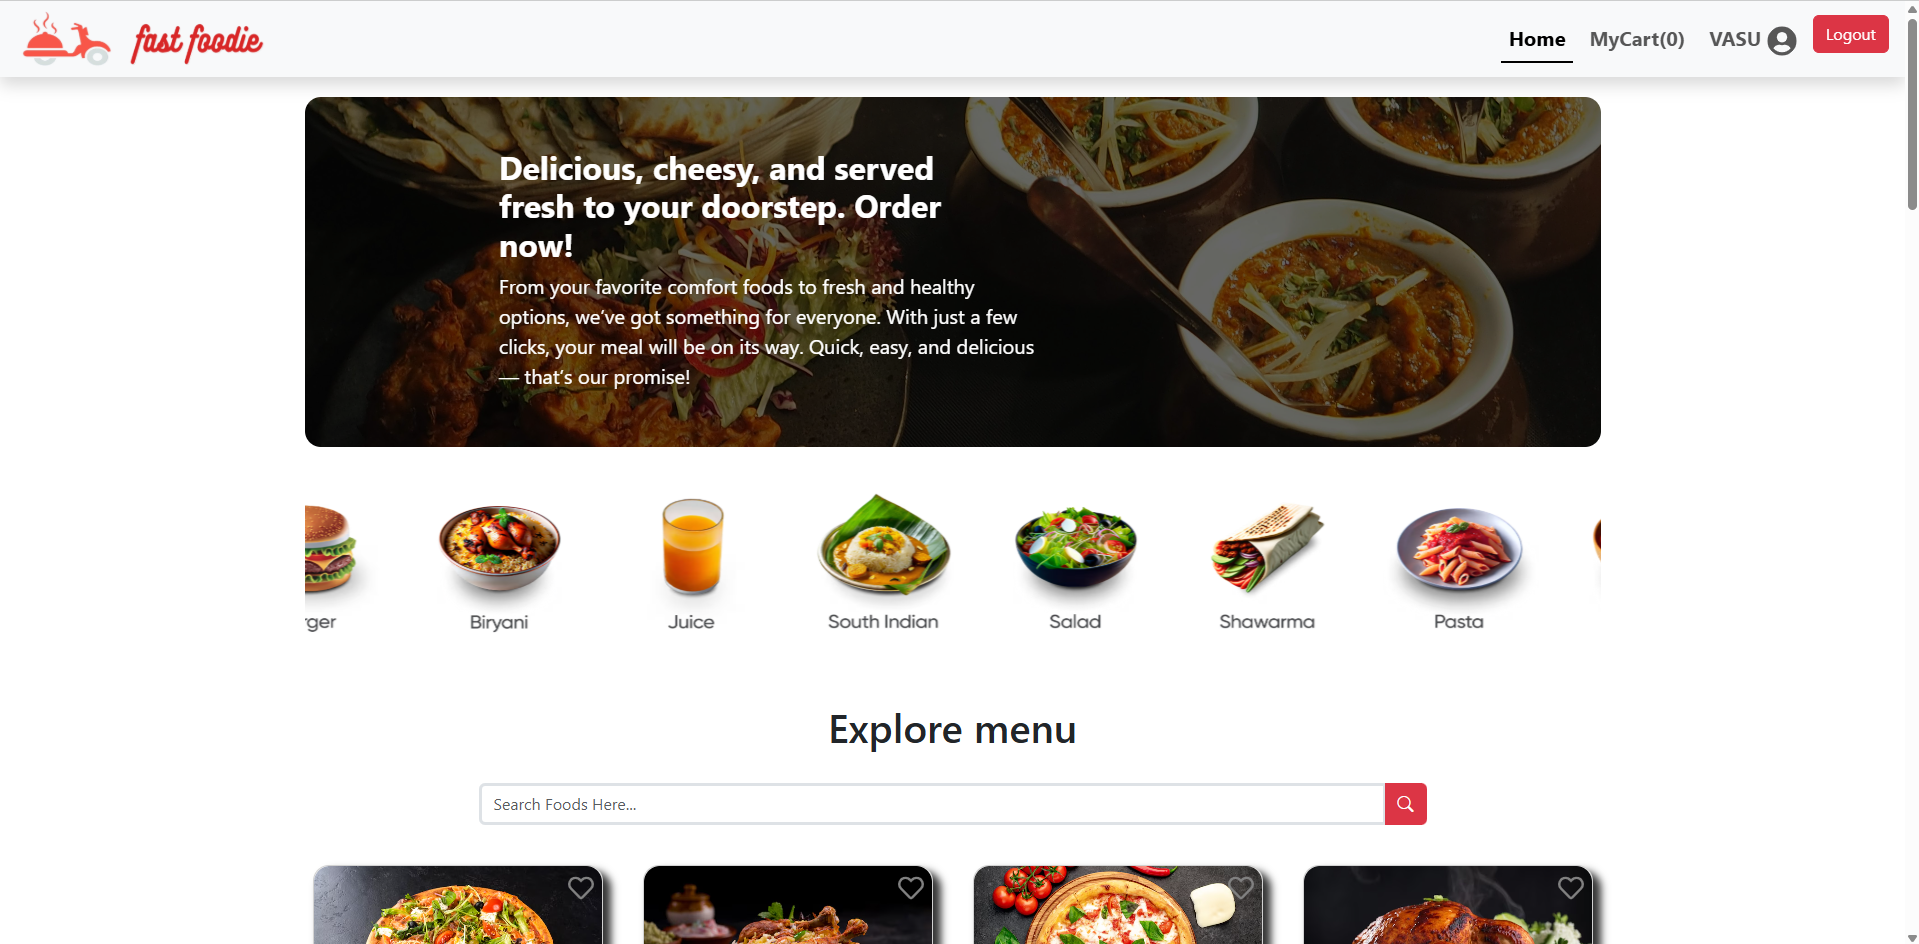 fast foodie
Home
MyCart(0)
VASU
Logout
Delicious, cheesy, and served
fresh to your doorstep. Order
now!
From your favorite comfort foods to fresh and healthy
options, we’ve got something for everyone. With just a few
clicks, your meal will be on its way. Quick, easy, and delicious
— that’s our promise!
rger
Biryani
Juice
South Indian
Salad
Shawarma
Pasta
Explore menu
Search Foods Here...